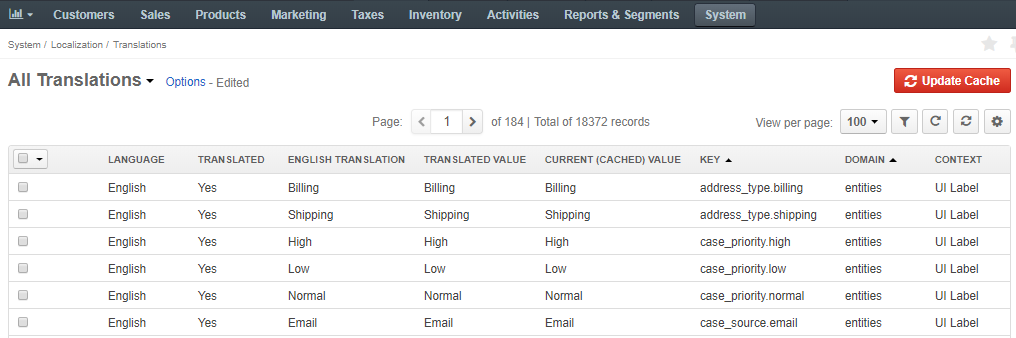 Customers Sales Products Marketing Taxes Inventory Activities Reports & Segments System
System / Localization / Translations
All Translations Options - Edited Update Cache
Page: 1 of 184 | Total of 18372 records View per page: 100
LANGUAGE TRANSLATED ENGLISH TRANSLATION TRANSLATED VALUE CURRENT (CACHED) VALUE KEY DOMAIN CONTEXT
English Yes Billing Billing Billing address_type.billing entities UI Label
English Yes Shipping Shipping Shipping address_type.shipping entities UI Label
English Yes High High High case_priority.high entities UI Label
English Yes Low Low Low case_priority.low entities UI Label
English Yes Normal Normal Normal case_priority.normal entities UI Label
English Yes Email Email Email case_source.email entities UI Label